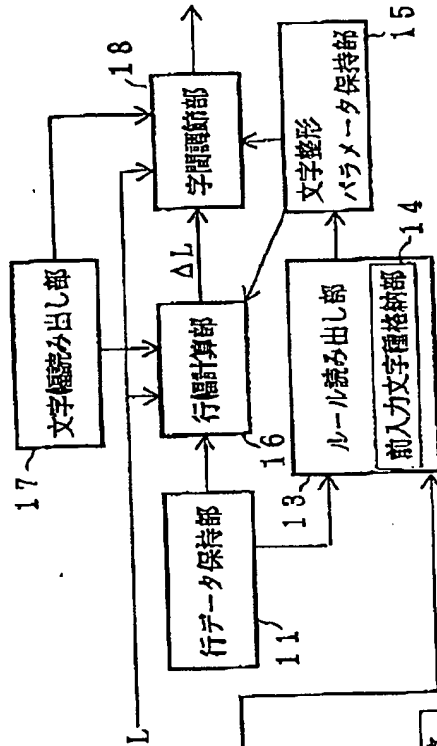 17
文字幅読み出し部
18
字間調節部
L
ΔL
行幅計算部
16
行データ保持部
11
15
文字整形
パラメータ保持部
13
ルール読み出し部
14
前入力文字種格納部